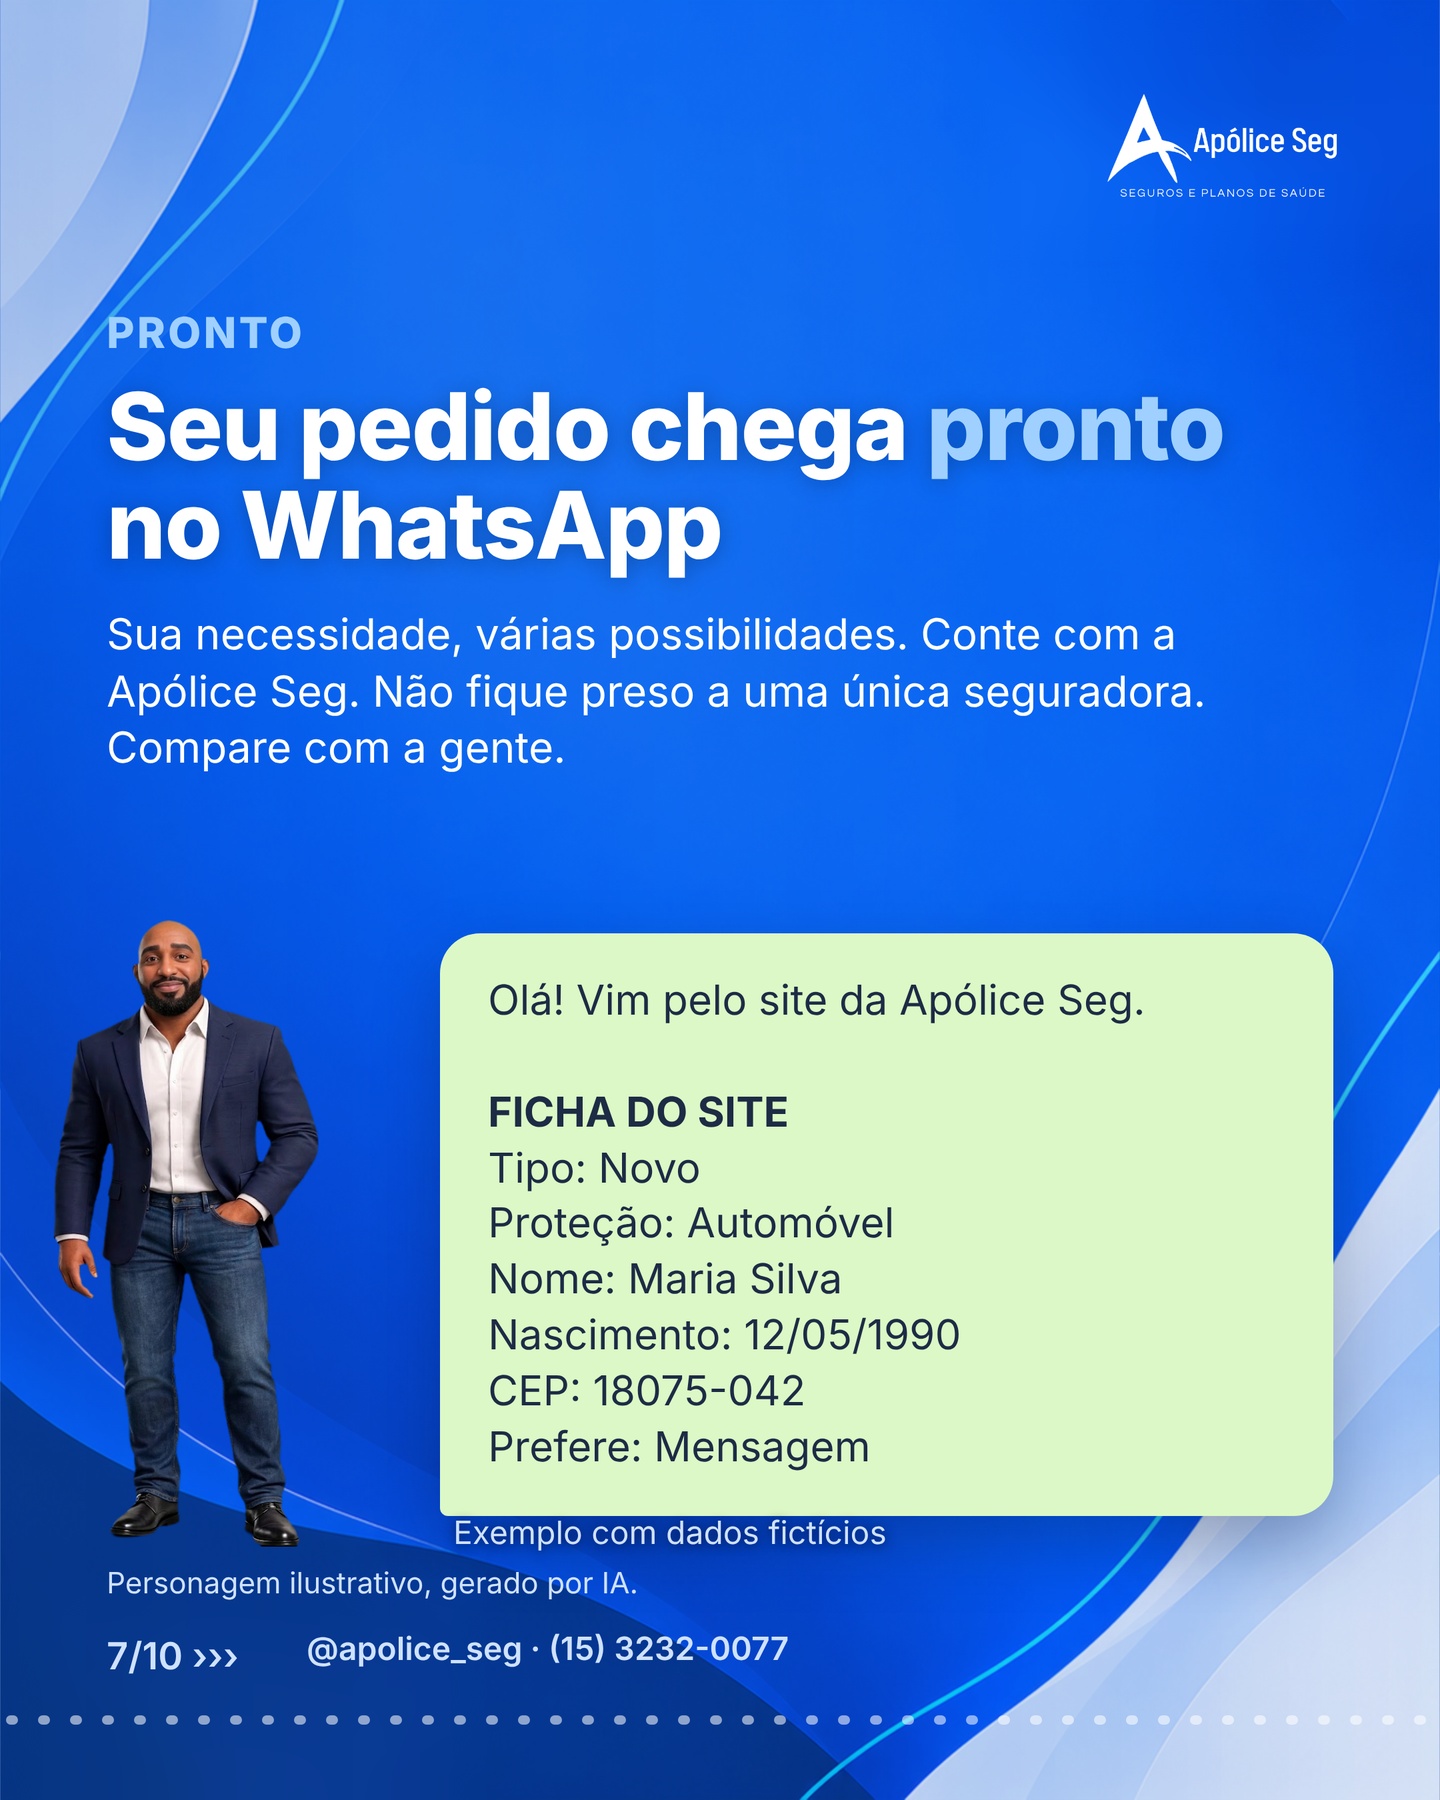 Apólice Seg
SEGUROS E PLANOS DE SAÚDE
PRONTO
Seu pedido chega pronto
no WhatsApp
Sua necessidade, várias possibilidades. Conte com a
Apólice Seg. Não fique preso a uma única seguradora.
Compare com a gente.
Olá! Vim pelo site da Apólice Seg.
FICHA DO SITE
Tipo: Novo
Proteção: Automóvel
Nome: Maria Silva
Nascimento: 12/05/1990
CEP: 18075-042
Prefere: Mensagem
Exemplo com dados fictícios
Personagem ilustrativo, gerado por IA.
7/10 ›››
@apolice_seg · (15) 3232-0077